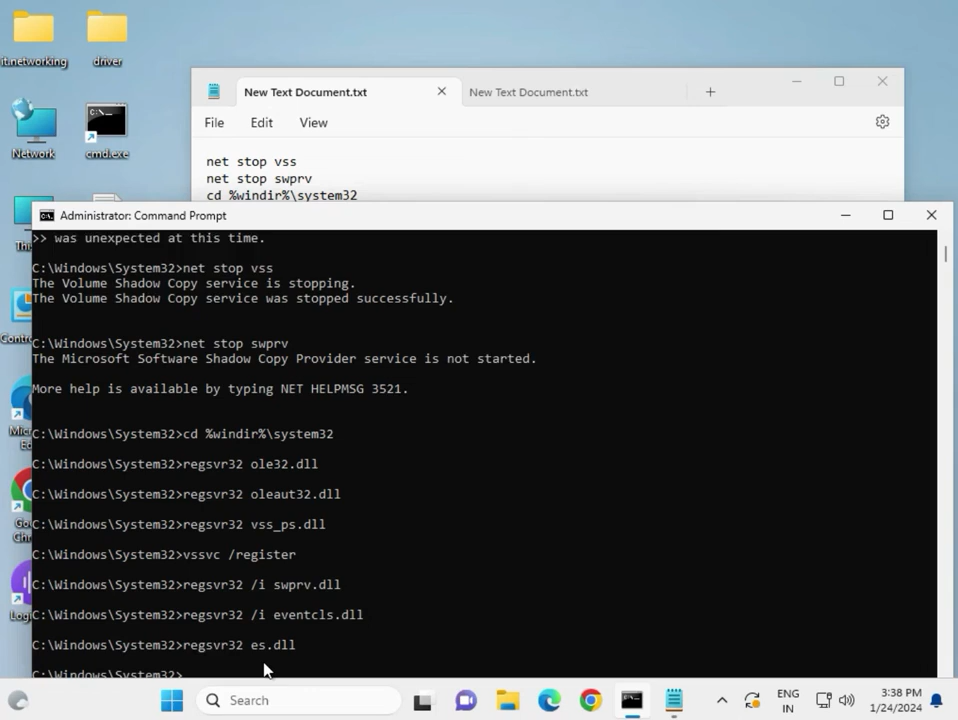 it.networking
driver
Network
cmd.exe
New Text Document.txt
New Text Document.txt
File Edit View
net stop vss
net stop swprv
cd %windir%\system32
Administrator: Command Prompt
>> was unexpected at this time.
C:\Windows\System32>net stop vss
The Volume Shadow Copy service is stopping.
The Volume Shadow Copy service was stopped successfully.
C:\Windows\System32>net stop swprv
The Microsoft Software Shadow Copy Provider service is not started.
More help is available by typing NET HELPMSG 3521.
C:\Windows\System32>cd %windir%\system32
C:\Windows\System32>regsvr32 ole32.dll
C:\Windows\System32>regsvr32 oleaut32.dll
C:\Windows\System32>regsvr32 vss_ps.dll
C:\Windows\System32>vssvc /register
C:\Windows\System32>regsvr32 /i swprv.dll
C:\Windows\System32>regsvr32 /i eventcls.dll
C:\Windows\System32>regsvr32 es.dll
C:\Windows\System32>
Search
ENG
IN
3:38 PM
1/24/2024